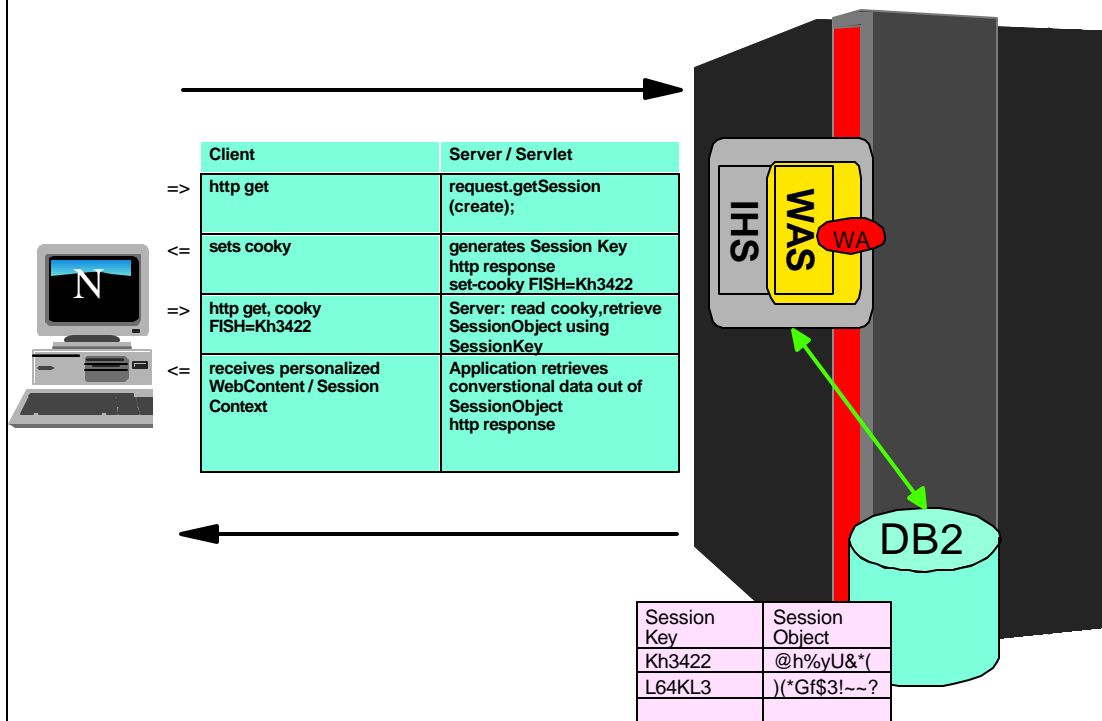 Client
Server / Servlet
=>
http get
request.getSession
(create);
<=
sets cooky
generates Session Key
http response
set-cooky FISH=Kh3422
=>
http get, cooky
FISH=Kh3422
Server: read cooky,retrieve
SessionObject using
SessionKey
<=
receives personalized
WebContent / Session
Context
Application retrieves
converstional data out of
SessionObject
http response
N
IHS
WAS
WA
DB2
Session
Key
Session
Object
Kh3422
@h%yU&*(
L64KL3
)(*Gf$3!~~?